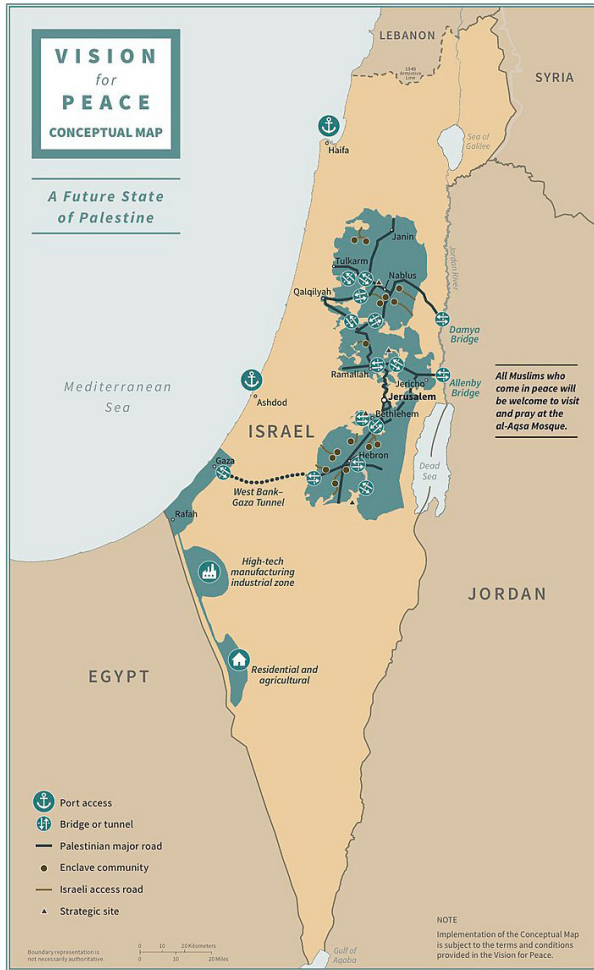 VISION
for
PEACE
CONCEPTUAL MAP
A Future State
of Palestine
LEBANON
1949
Armistice
Line
SYRIA
Sea of
Galilee
Haifa
Janin
Tulkarm
Nablus
Qalqilyah
Jordan River
Damya
Bridge
Ramallah
Jericho
Allenby
Bridge
Jerusalem
Bethlehem
All Muslims who
come in peace will
be welcome to visit
and pray at the
al-Aqsa Mosque.
Mediterranean
Sea
Ashdod
ISRAEL
Hebron
Dead
Sea
Gaza
West Bank–
Gaza Tunnel
Rafah
High-tech
manufacturing
industrial zone
JORDAN
EGYPT
Residential and
agricultural
Port access
Bridge or tunnel
Palestinian major road
Enclave community
Israeli access road
Strategic site
Boundary representation is
not necessarily authoritative.
0 10 20 Kilometers
0 10 20 Miles
Gulf of
Aqaba
NOTE
Implementation of the Conceptual Map
is subject to the terms and conditions
provided in the Vision for Peace.